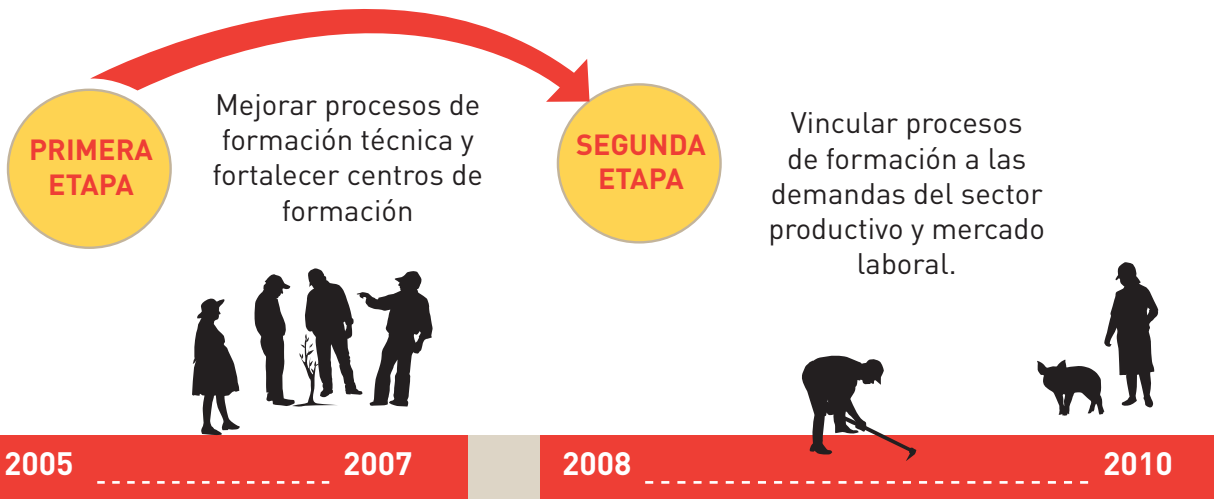 PRIMERA
ETAPA
Mejorar procesos de
formación técnica y
fortalecer centros de
formación
SEGUNDA
ETAPA
Vincular procesos
de formación a las
demandas del sector
productivo y mercado
laboral.
2005
2007
2008
2010